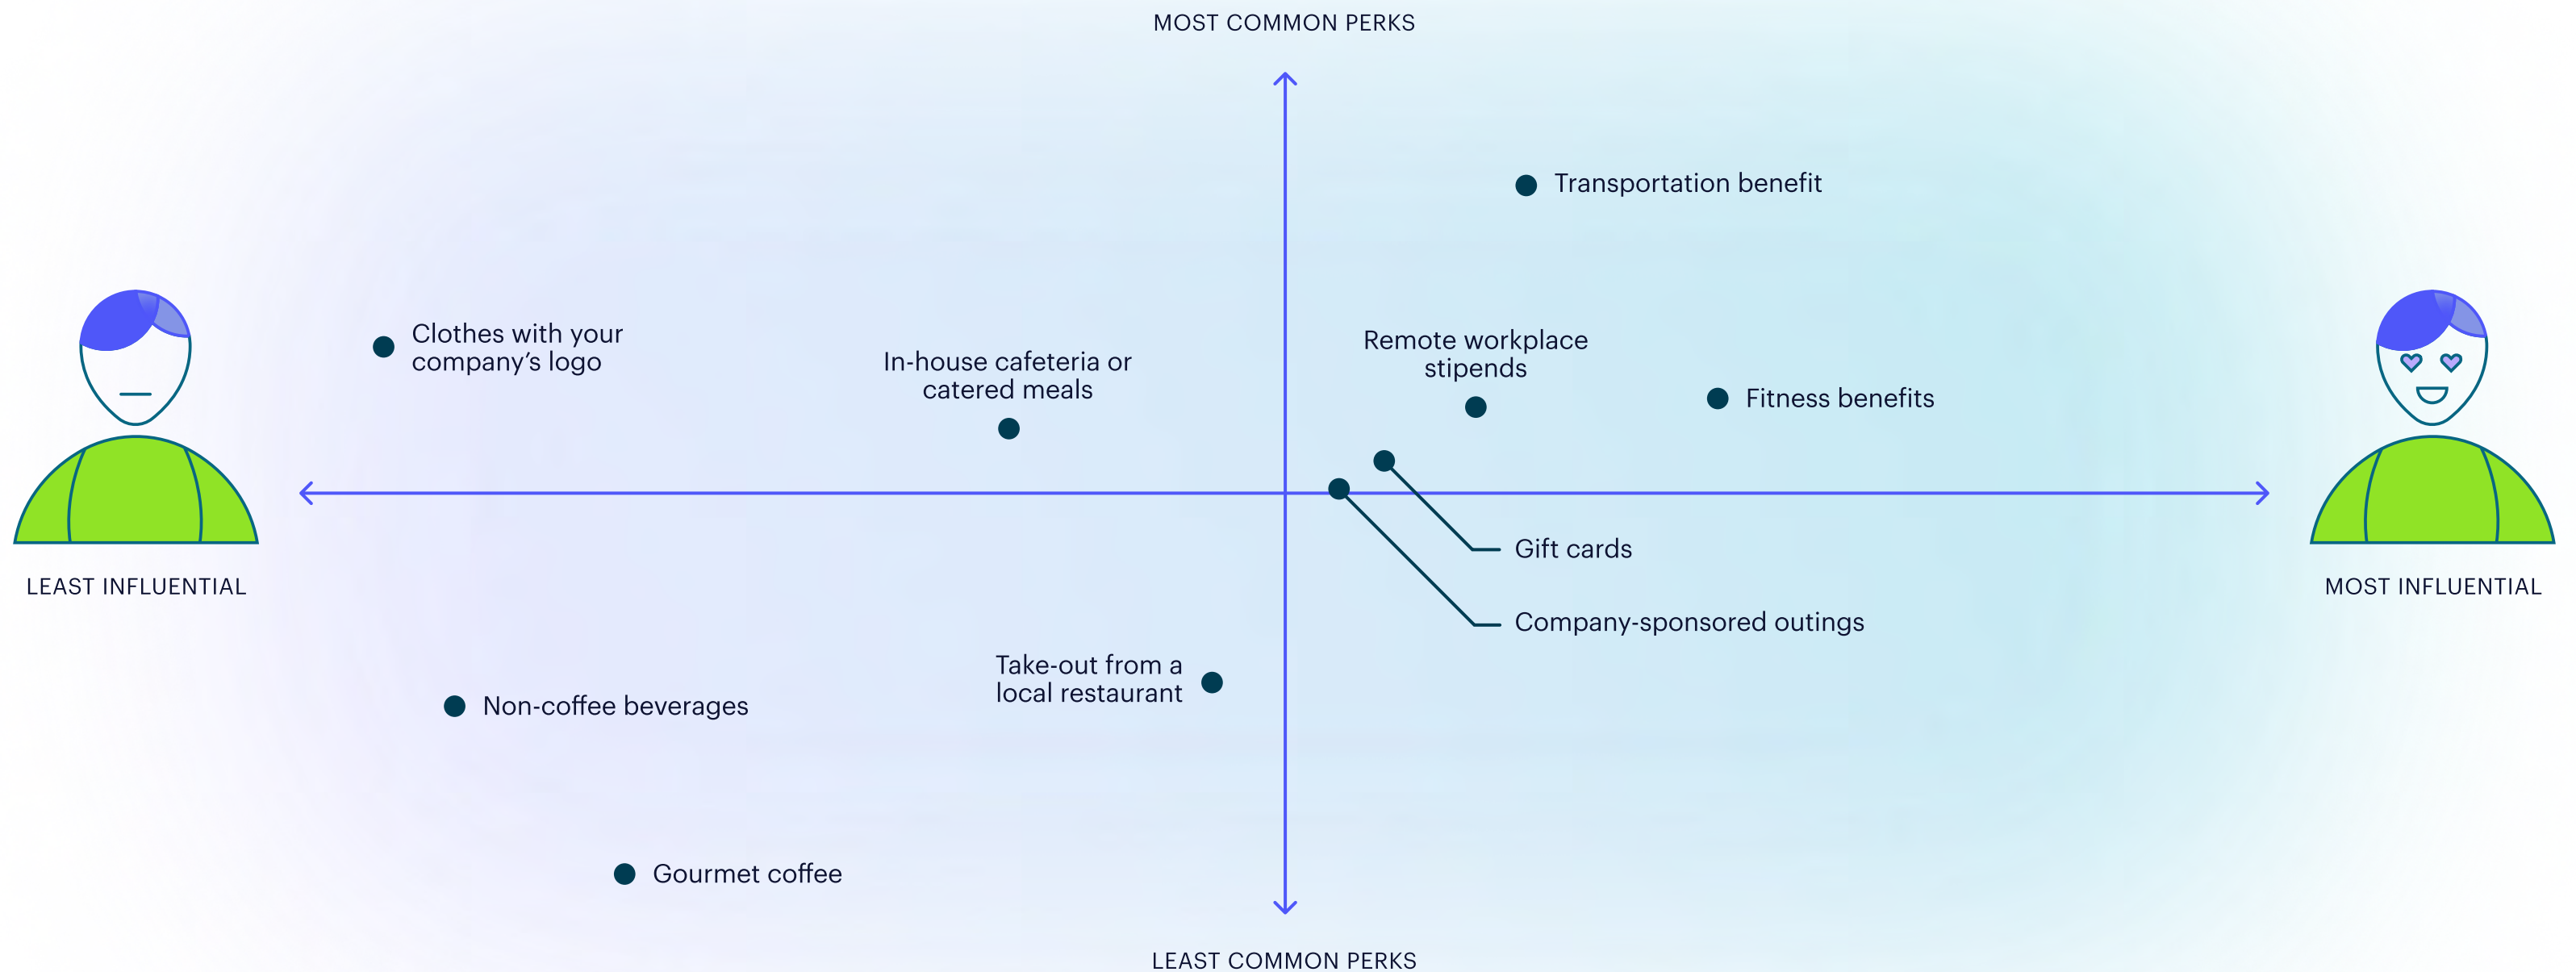 MOST COMMON PERKS
Transportation benefit
Clothes with your
company’s logo
In-house cafeteria or
catered meals
Remote workplace
stipends
Fitness benefits
Gift cards
LEAST INFLUENTIAL
MOST INFLUENTIAL
Company-sponsored outings
Take-out from a
local restaurant
Non-coffee beverages
Gourmet coffee
LEAST COMMON PERKS